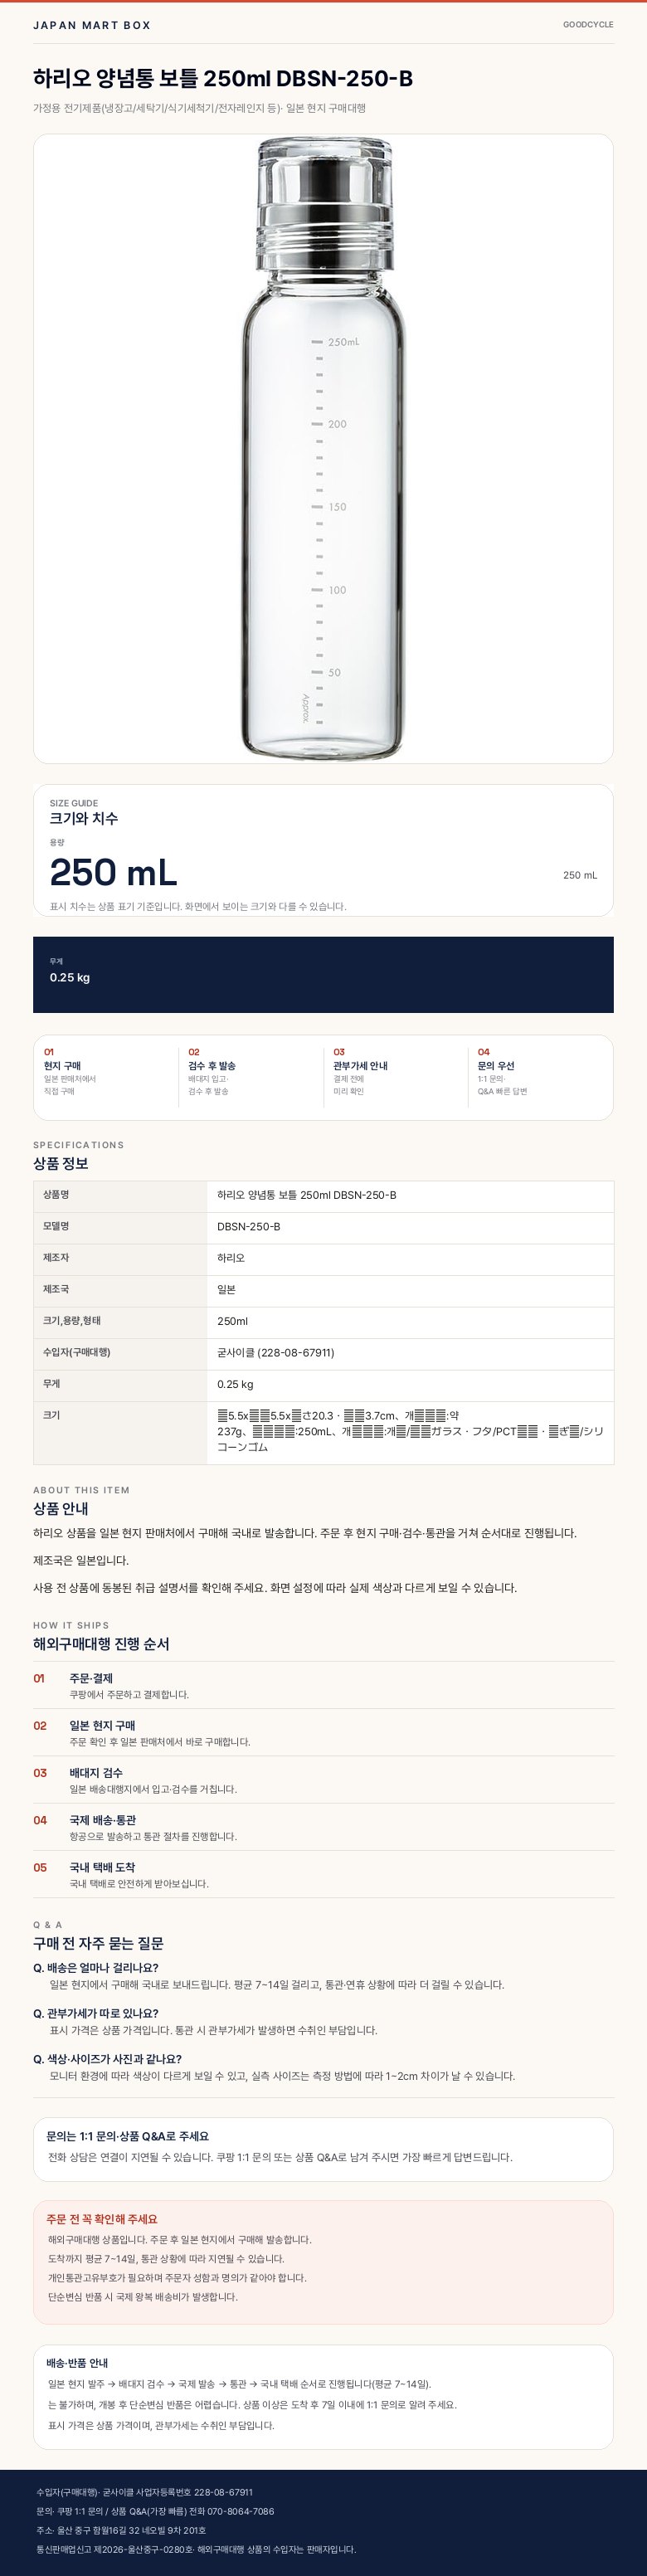 JAPAN MART BOX
GOODCYCLE
하리오 양념통 보틀 250ml DBSN-250-B
가정용 전기제품(냉장고/세탁기/식기세척기/전자레인지 등)· 일본 현지 구매대행
250mL
200
150
100
50
Approx.
SIZE GUIDE
크기와 치수
용량
250 mL
250 mL
표시 치수는 상품 표기 기준입니다. 화면에서 보이는 크기와 다를 수 있습니다.
무게
0.25 kg
01
현지 구매
일본 판매처에서
직접 구매
02
검수 후 발송
배대지 입고·
검수 후 발송
03
관부가세 안내
결제 전에
미리 확인
04
문의 우선
1:1 문의·
Q&A 빠른 답변
SPECIFICATIONS
상품 정보
상품명 하리오 양념통 보틀 250ml DBSN-250-B
모델명 DBSN-250-B
제조자 하리오
제조국 일본
크기,용량,형태 250ml
수입자(구매대행) 굳사이클 (228-08-67911)
무게 0.25 kg
크기 5.5x 5.5x さ20.3・ 3.7cm、개 :약
237g、 :250mL、개 :개 / ガラス・フタ/PCT ・ ぎ /シリ
コーンゴム
ABOUT THIS ITEM
상품 안내
하리오 상품을 일본 현지 판매처에서 구매해 국내로 발송합니다. 주문 후 현지 구매·검수·통관을 거쳐 순서대로 진행됩니다.
제조국은 일본입니다.
사용 전 상품에 동봉된 취급 설명서를 확인해 주세요. 화면 설정에 따라 실제 색상과 다르게 보일 수 있습니다.
HOW IT SHIPS
해외구매대행 진행 순서
01 주문·결제
쿠팡에서 주문하고 결제합니다.
02 일본 현지 구매
주문 확인 후 일본 판매처에서 바로 구매합니다.
03 배대지 검수
일본 배송대행지에서 입고·검수를 거칩니다.
04 국제 배송·통관
항공으로 발송하고 통관 절차를 진행합니다.
05 국내 택배 도착
국내 택배로 안전하게 받아보십니다.
Q & A
구매 전 자주 묻는 질문
Q. 배송은 얼마나 걸리나요?
일본 현지에서 구매해 국내로 보내드립니다. 평균 7~14일 걸리고, 통관·연휴 상황에 따라 더 걸릴 수 있습니다.
Q. 관부가세가 따로 있나요?
표시 가격은 상품 가격입니다. 통관 시 관부가세가 발생하면 수취인 부담입니다.
Q. 색상·사이즈가 사진과 같나요?
모니터 환경에 따라 색상이 다르게 보일 수 있고, 실측 사이즈는 측정 방법에 따라 1~2cm 차이가 날 수 있습니다.
문의는 1:1 문의·상품 Q&A로 주세요
전화 상담은 연결이 지연될 수 있습니다. 쿠팡 1:1 문의 또는 상품 Q&A로 남겨 주시면 가장 빠르게 답변드립니다.
주문 전 꼭 확인해 주세요
해외구매대행 상품입니다. 주문 후 일본 현지에서 구매해 발송합니다.
도착까지 평균 7~14일, 통관 상황에 따라 지연될 수 있습니다.
개인통관고유부호가 필요하며 주문자 성함과 명의가 같아야 합니다.
단순변심 반품 시 국제 왕복 배송비가 발생합니다.
배송·반품 안내
일본 현지 발주 → 배대지 검수 → 국제 발송 → 통관 → 국내 택배 순서로 진행됩니다(평균 7~14일).
는 불가하며, 개봉 후 단순변심 반품은 어렵습니다. 상품 이상은 도착 후 7일 이내에 1:1 문의로 알려 주세요.
표시 가격은 상품 가격이며, 관부가세는 수취인 부담입니다.
수입자(구매대행)· 굳사이클 사업자등록번호 228-08-67911
문의· 쿠팡 1:1 문의 / 상품 Q&A(가장 빠름) 전화 070-8064-7086
주소· 울산 중구 함월16길 32 네오빌 9차 201호
통신판매업신고 제2026-울산중구-0280호· 해외구매대행 상품의 수입자는 판매자입니다.